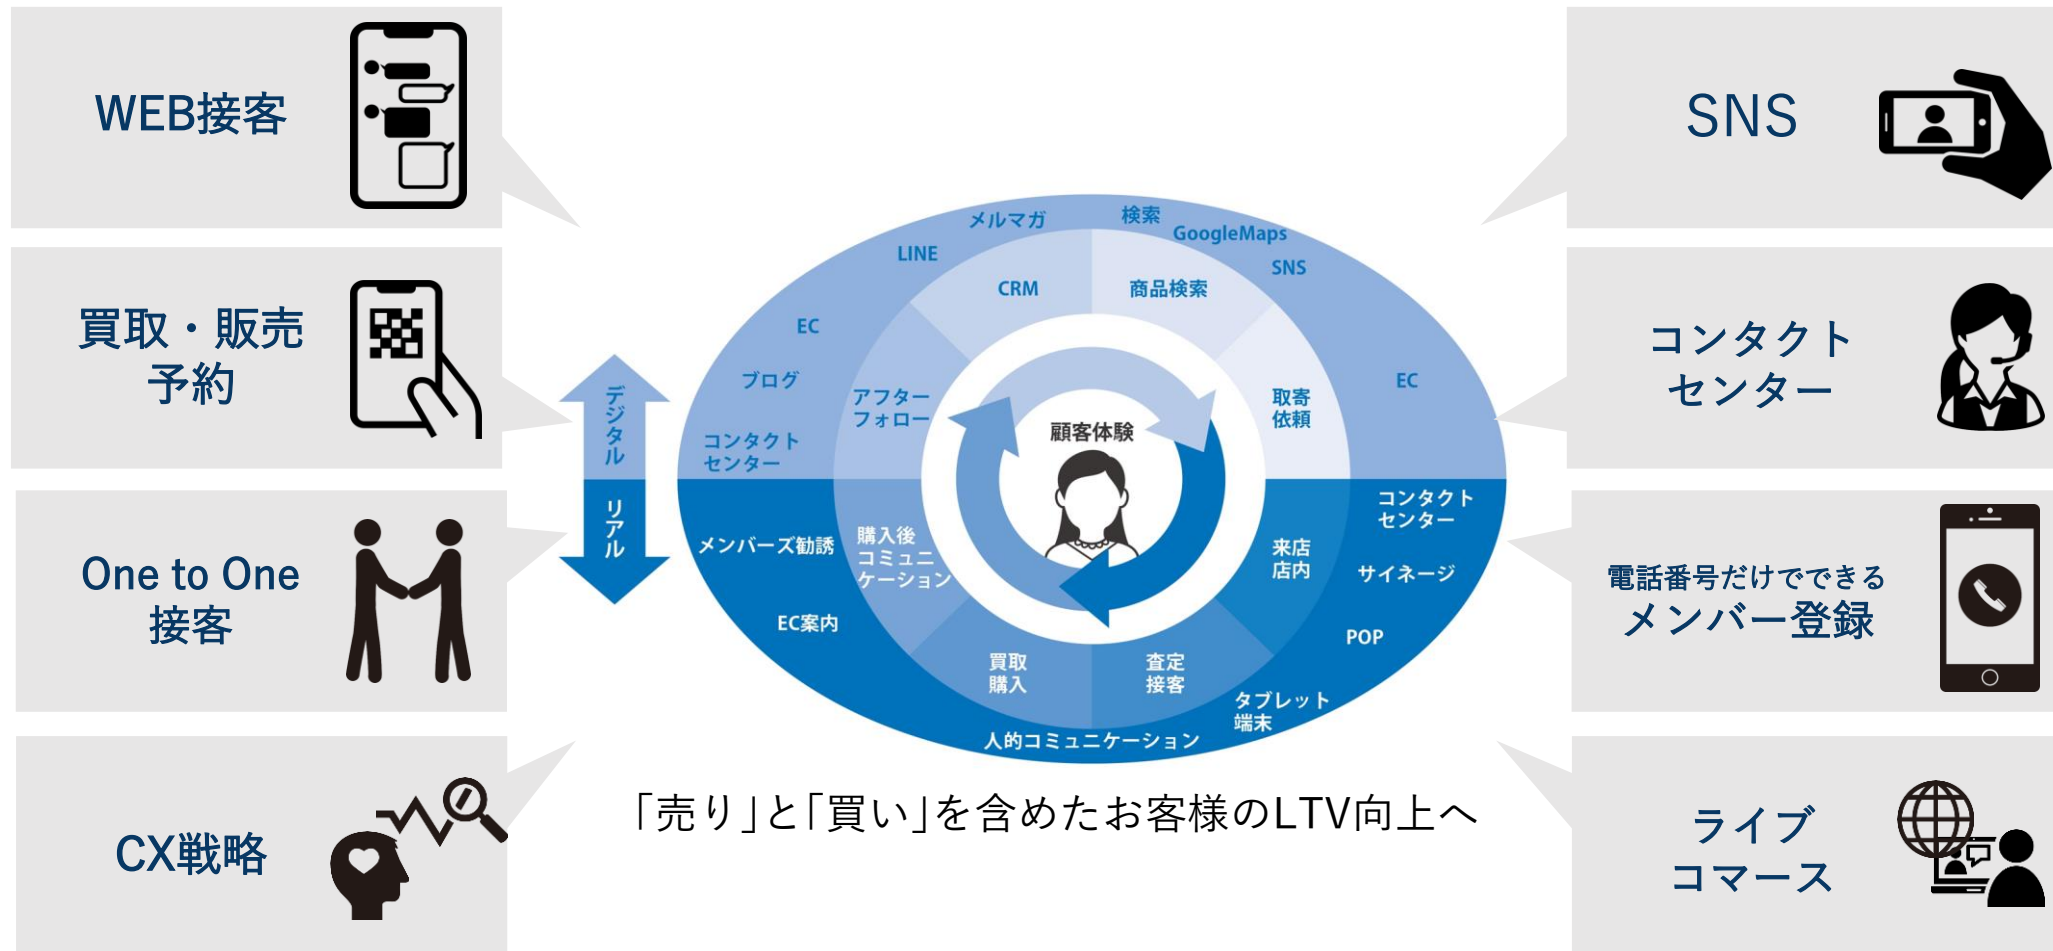 WEB接客
買取・販売
予約
One to One
接客
CX戦略
デジタル
リアル
メルマガ
検索
GoogleMaps
LINE
SNS
CRM
商品検索
EC
ブログ
アフター
フォロー
取寄
依頼
EC
コンタクト
センター
顧客体験
コンタクト
センター
メンバーズ勧誘
購入後
コミュニ
ケーション
来店
店内
サイネージ
EC案内
POP
買取
購入
査定
接客
タブレット
端末
人的コミュニケーション
「売り」と「買い」を含めたお客様のLTV向上へ
SNS
コンタクト
センター
電話番号だけでできる
メンバー登録
ライブ
コマース